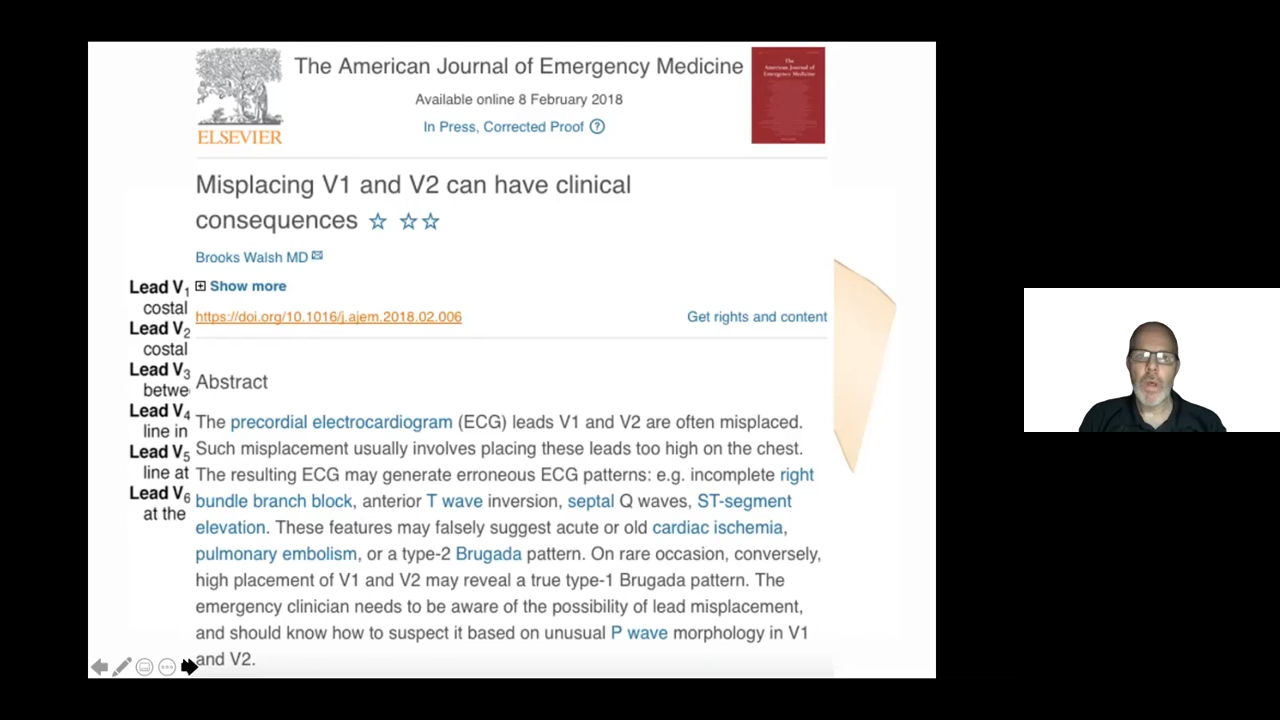 The American Journal of Emergency Medicine
The
American Journal of
Emergency Medicine
Available online 8 February 2018
In Press, Corrected Proof ?
ELSEVIER
Misplacing V1 and V2 can have clinical
consequences ☆ ☆☆
Brooks Walsh MD
Show more
https://doi.org/10.1016/j.ajem.2018.02.006
Get rights and content
Lead V1
costal
Lead V2
costal
Lead V3
betwe
Lead V4
line in
Lead V5
line at
Lead V6
at the
Abstract
The precordial electrocardiogram (ECG) leads V1 and V2 are often misplaced.
Such misplacement usually involves placing these leads too high on the chest.
The resulting ECG may generate erroneous ECG patterns: e.g. incomplete right
bundle branch block, anterior T wave inversion, septal Q waves, ST-segment
elevation. These features may falsely suggest acute or old cardiac ischemia,
pulmonary embolism, or a type-2 Brugada pattern. On rare occasion, conversely,
high placement of V1 and V2 may reveal a true type-1 Brugada pattern. The
emergency clinician needs to be aware of the possibility of lead misplacement,
and should know how to suspect it based on unusual P wave morphology in V1
and V2.